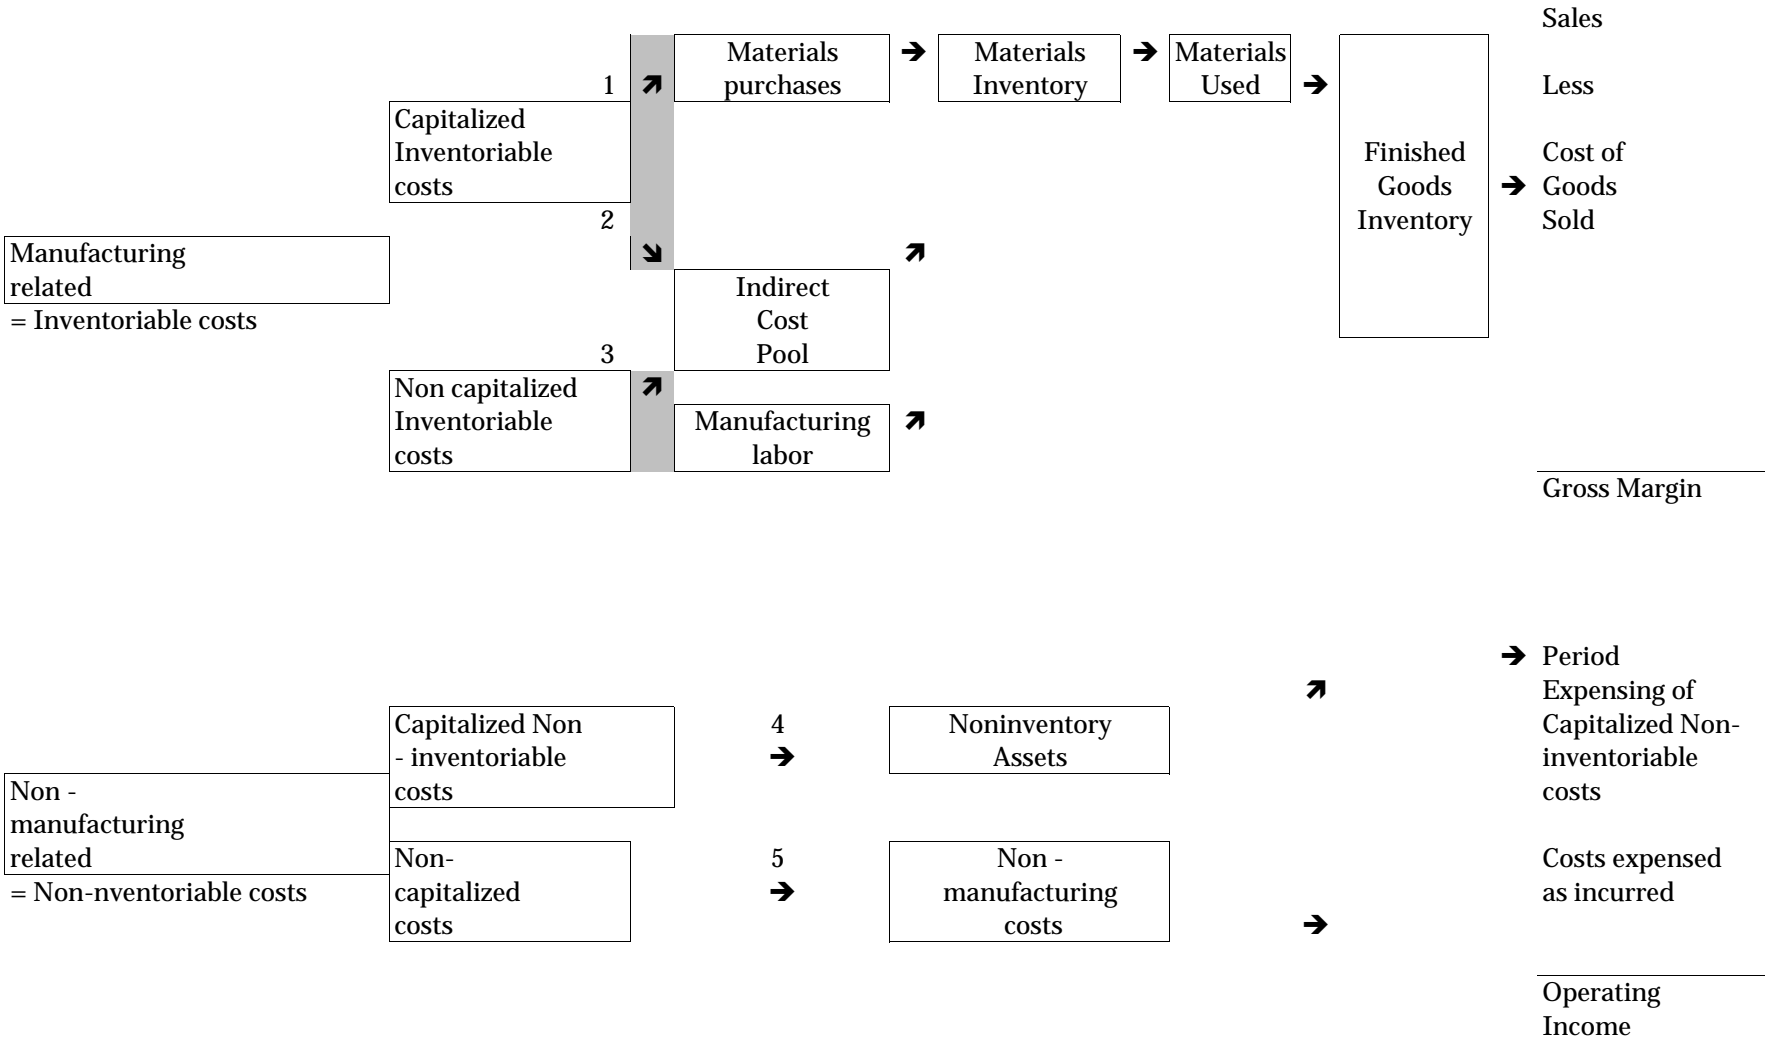 Sales
Materials
purchases
➔
Materials
Inventory
➔
Materials
Used
➔
Less
1
Capitalized
Inventoriable
costs
2
Finished
Goods
Inventory
➔
Cost of
Goods
Sold
Manufacturing
related
= Inventoriable costs
Indirect
Cost
Pool
3
Non capitalized
Inventoriable
costs
Manufacturing
labor
Gross Margin
➔ Period
Expensing of
Capitalized Non-
inventoriable
costs
Capitalized Non
- inventoriable
costs
4
➔
Noninventory
Assets
Non -
manufacturing
related
= Non-nventoriable costs
Non-
capitalized
costs
5
➔
Non -
manufacturing
costs
➔
Costs expensed
as incurred
Operating
Income